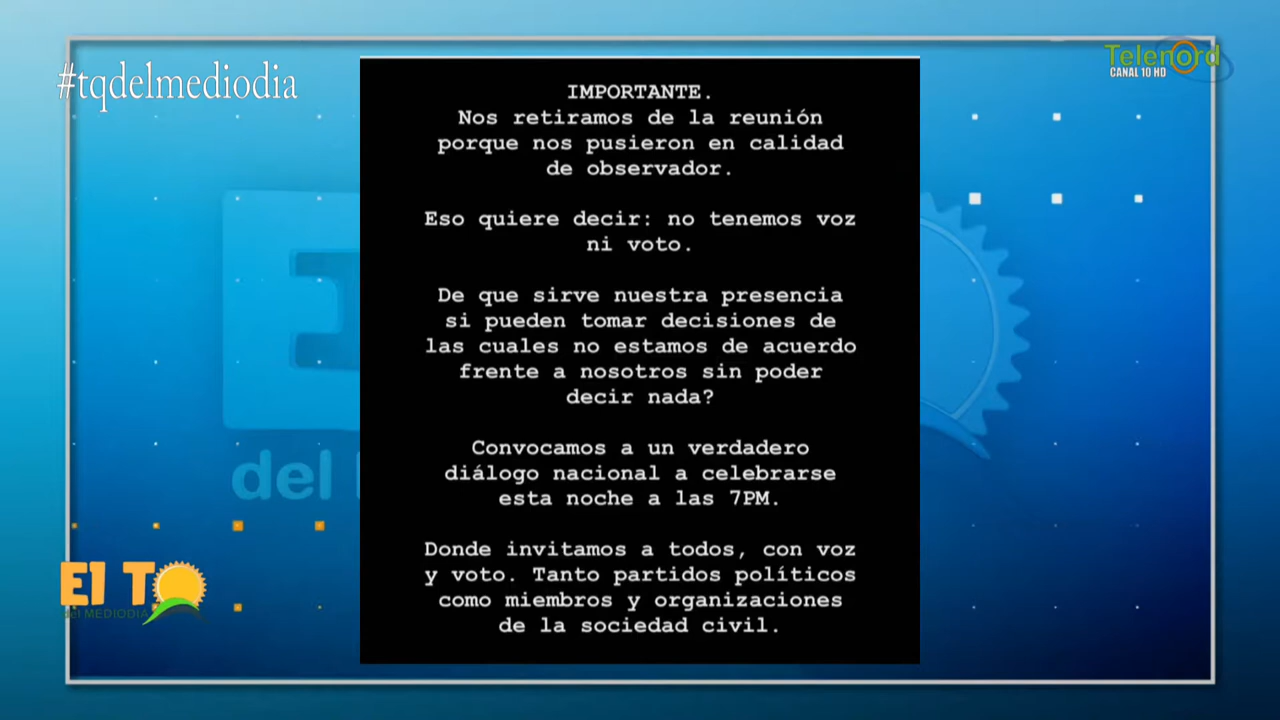 #tqdelmediodia
Telenord
CANAL 10 HD
IMPORTANTE.
Nos retiramos de la reunión
porque nos pusieron en calidad
de observador.
Eso quiere decir: no tenemos voz
ni voto.
De que sirve nuestra presencia
si pueden tomar decisiones de
las cuales no estamos de acuerdo
frente a nosotros sin poder
decir nada?
Convocamos a un verdadero
diálogo nacional a celebrarse
esta noche a las 7PM.
Donde invitamos a todos, con voz
y voto. Tanto partidos políticos
como miembros y organizaciones
de la sociedad civil.
del
El T
del MEDIODIA